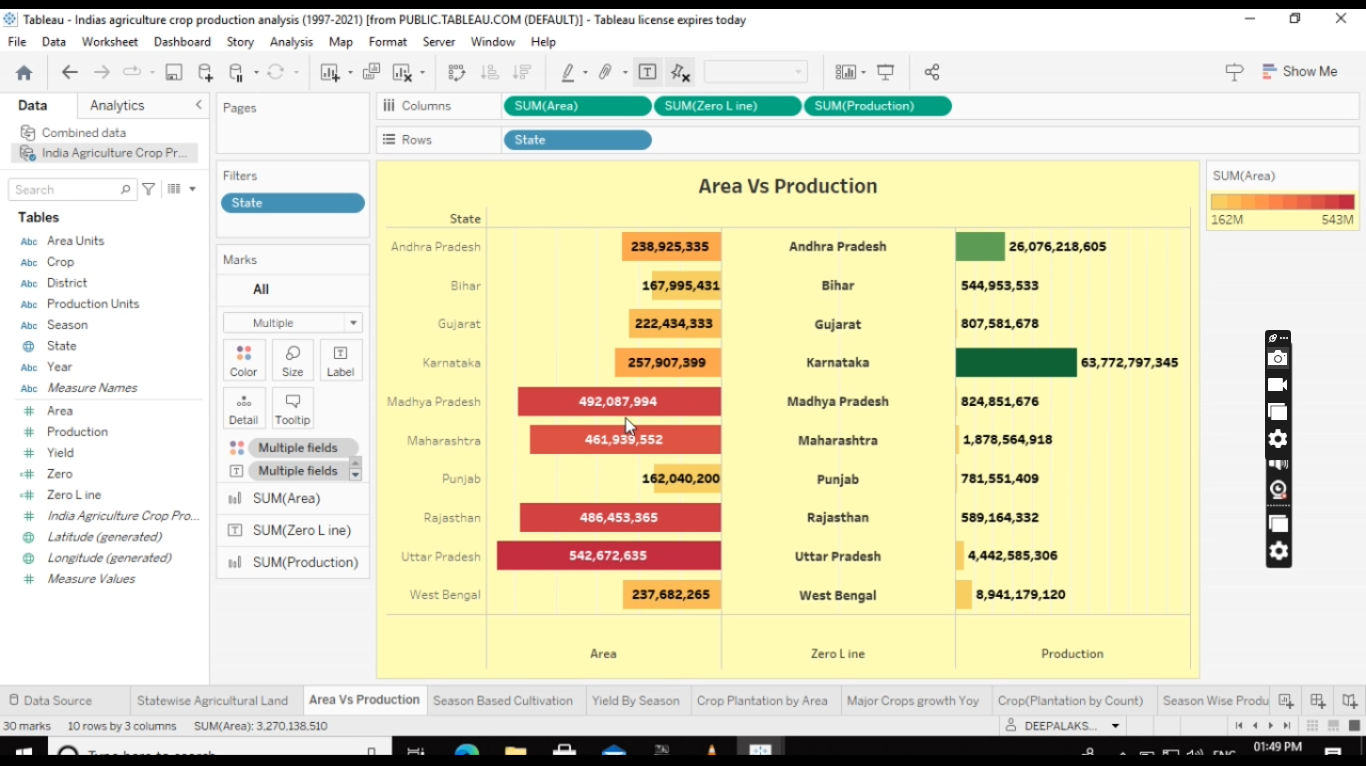 Tableau - Indias agriculture crop production analysis (1997-2021) [from PUBLIC.TABLEAU.COM (DEFAULT)] - Tableau license expires today
File Data Worksheet Dashboard Story Analysis Map Format Server Window Help
Show Me
Data Analytics
Combined data
India Agriculture Crop Pr...
Search
Tables
Abc Area Units
Abc Crop
Abc District
Abc Production Units
Abc Season
State
Abc Year
Abc Measure Names
# Area
# Production
# Yield
=# Zero
=# Zero L ine
# India Agriculture Crop Pro...
Latitude (generated)
Longitude (generated)
# Measure Values
Pages
Filters
State
Marks
All
Multiple
Color Size Label
Detail Tooltip
Multiple fields
Multiple fields
SUM(Area)
SUM(Zero L ine)
SUM(Production)
Columns SUM(Area) SUM(Zero L ine) SUM(Production)
Rows State
Area Vs Production
State
Andhra Pradesh 238,925,335 Andhra Pradesh 26,076,218,605
Bihar 167,995,431 Bihar 544,953,533
Gujarat 222,434,333 Gujarat 807,581,678
Karnataka 257,907,399 Karnataka 63,772,797,345
Madhya Pradesh 492,087,994 Madhya Pradesh 824,851,676
Maharashtra 461,939,552 Maharashtra 1,878,564,918
Punjab 162,040,200 Punjab 781,551,409
Rajasthan 486,453,365 Rajasthan 589,164,332
Uttar Pradesh 542,672,635 Uttar Pradesh 4,442,585,306
West Bengal 237,682,265 West Bengal 8,941,179,120
Area Zero L ine Production
SUM(Area)
162M 543M
Data Source Statewise Agricultural Land Area Vs Production Season Based Cultivation Yield By Season Crop Plantation by Area Major Crops growth Yoy Crop(Plantation by Count) Season Wise Produ
30 marks 10 rows by 3 columns SUM(Area): 3,270,138,510 DEEPALAKS...
Type here to search ENG 01:49 PM